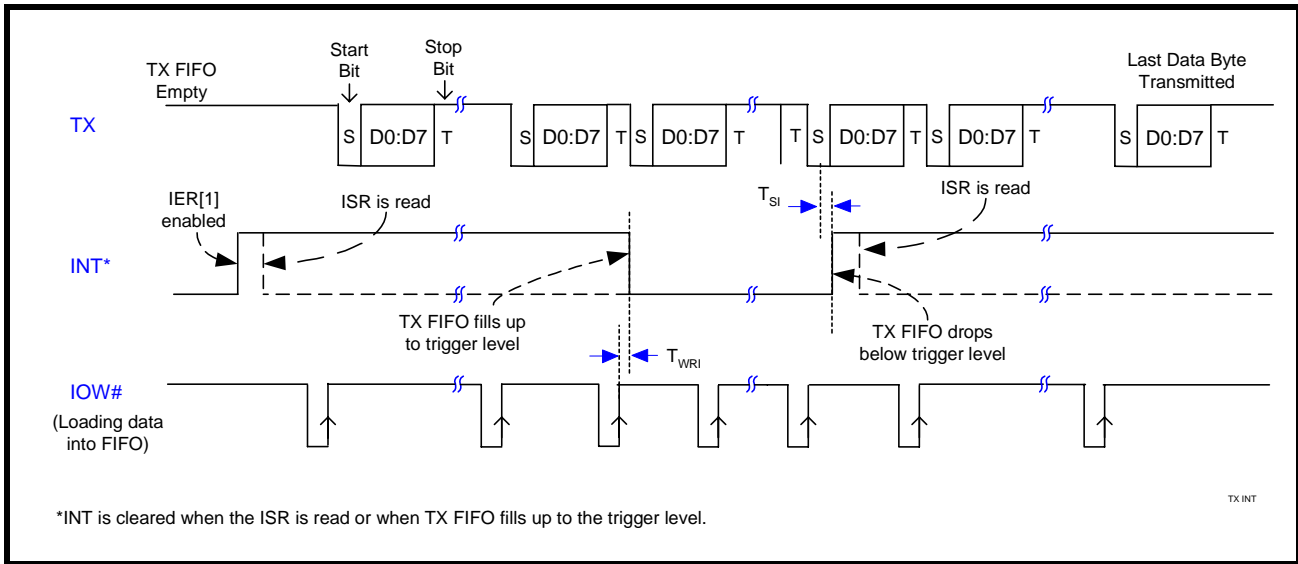 TX FIFO
Empty
Start
Bit
Stop
Bit
Last Data Byte
Transmitted
TX
S D0:D7 T S D0:D7 T S D0:D7 T T S D0:D7 T S D0:D7 T S D0:D7 T
IER[1]
enabled
ISR is read
TSI
ISR is read
INT*
TX FIFO fills up
to trigger level
TX FIFO drops
below trigger level
TWRI
IOW#
(Loading data
into FIFO)
TX INT
*INT is cleared when the ISR is read or when TX FIFO fills up to the trigger level.